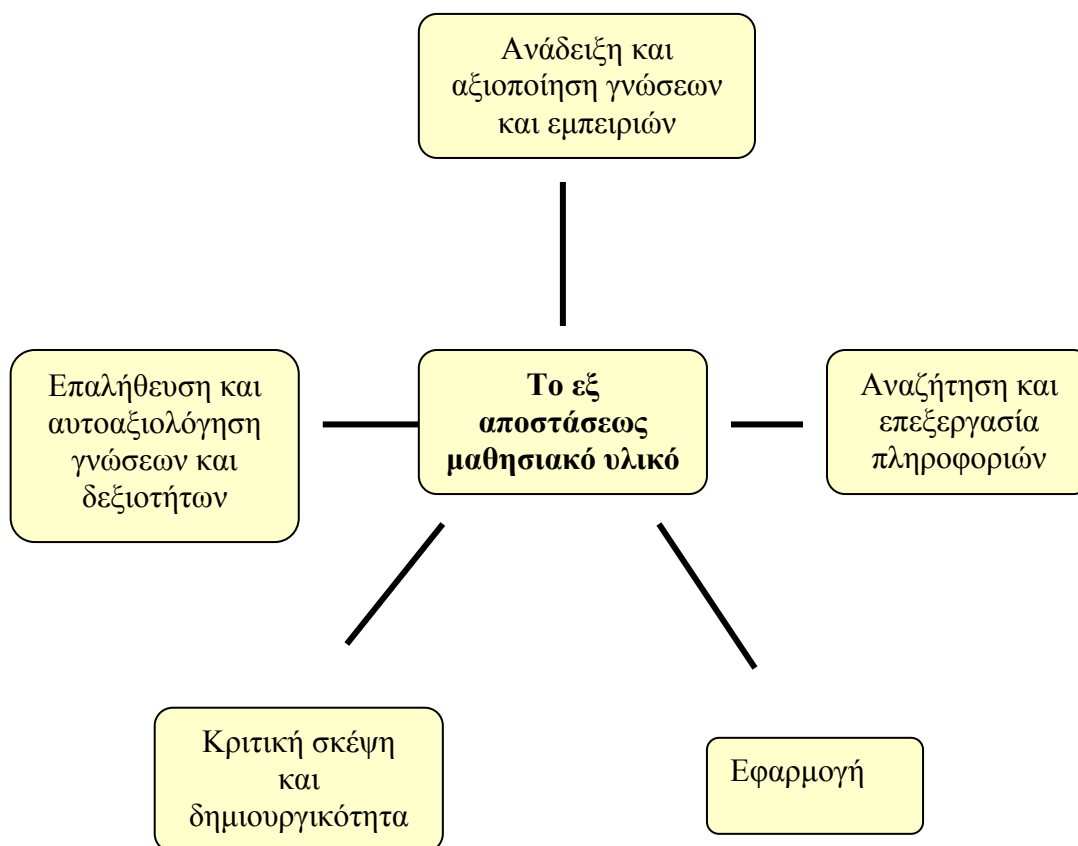 Ανάδειξη και
αξιοποίηση γνώσεων
και εμπειριών
Επαλήθευση και
αυτοαξιολόγηση
γνώσεων και
δεξιοτήτων
Το εξ
αποστάσεως
μαθησιακό υλικό
Αναζήτηση και
επεξεργασία
πληροφοριών
Κριτική σκέψη
και
δημιουργικότητα
Εφαρμογή